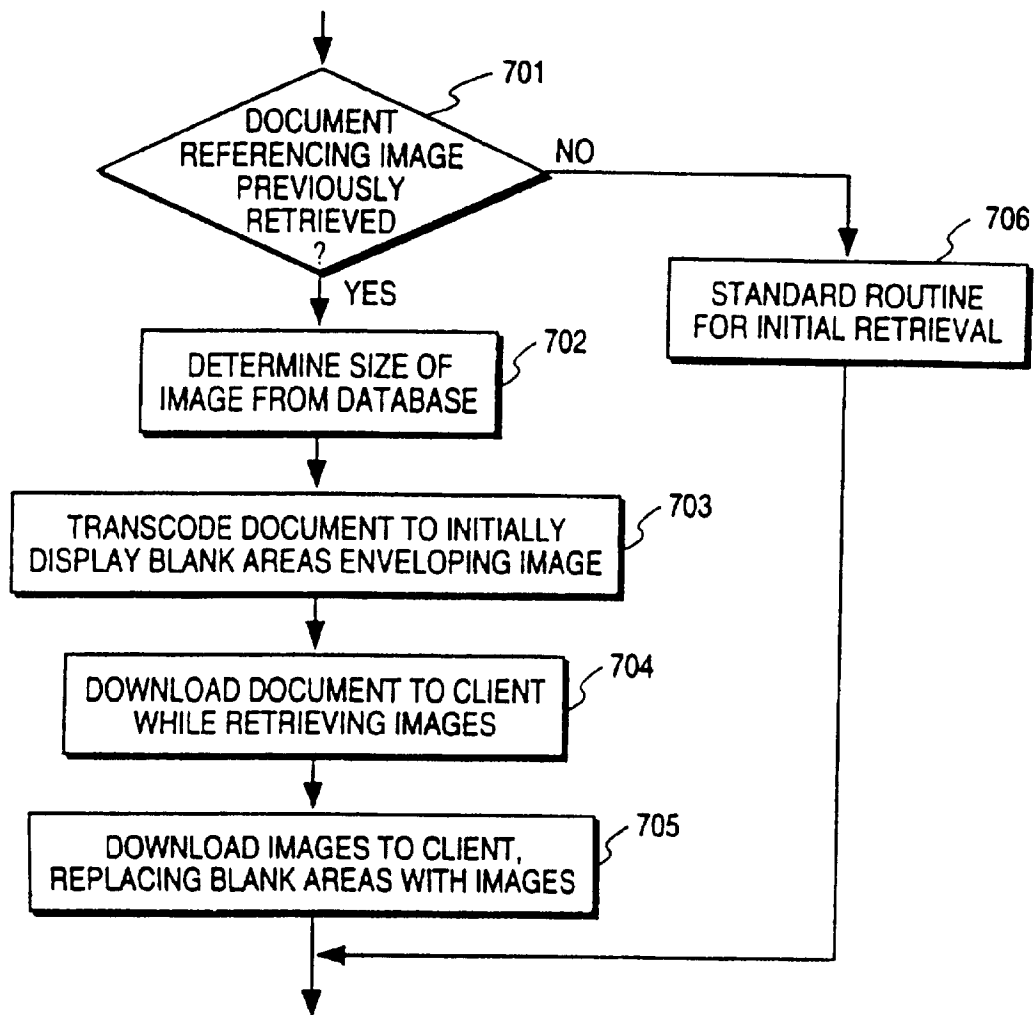 701
DOCUMENT
REFERENCING IMAGE
PREVIOUSLY
RETRIEVED
?
NO
YES
706
STANDARD ROUTINE
FOR INITIAL RETRIEVAL
702
DETERMINE SIZE OF
IMAGE FROM DATABASE
703
TRANSCODE DOCUMENT TO INITIALLY
DISPLAY BLANK AREAS ENVELOPING IMAGE
704
DOWNLOAD DOCUMENT TO CLIENT
WHILE RETRIEVING IMAGES
705
DOWNLOAD IMAGES TO CLIENT,
REPLACING BLANK AREAS WITH IMAGES